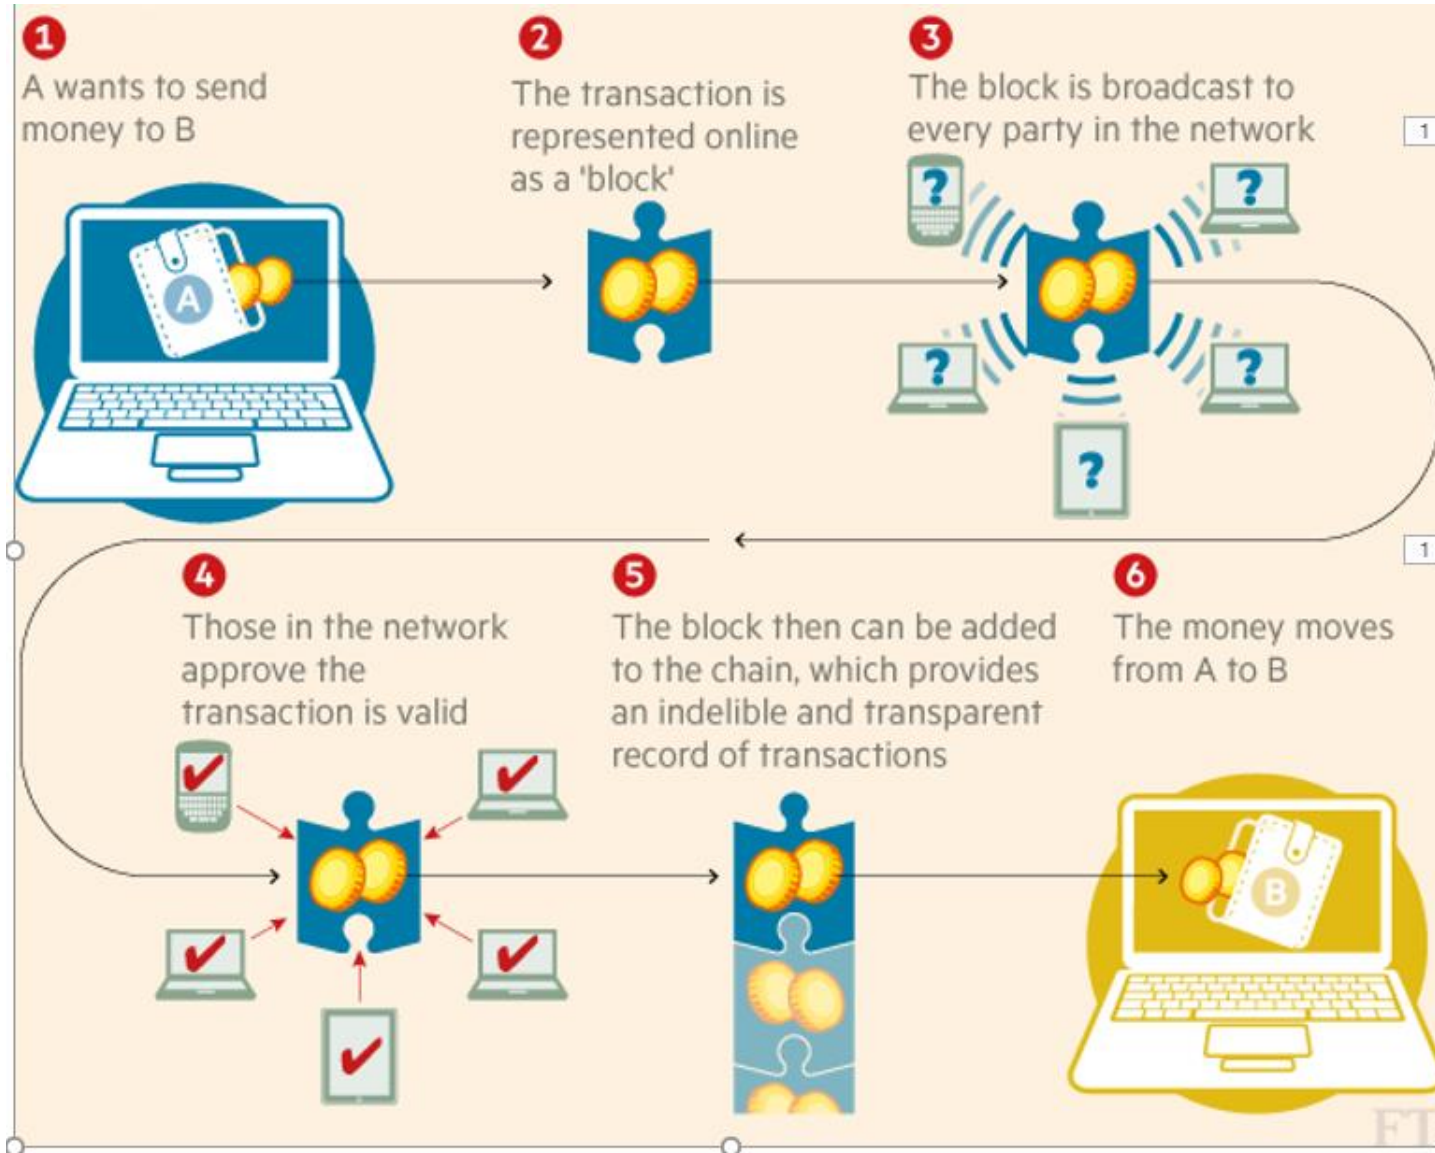 1
A wants to send
money to B
2
The transaction is
represented online
as a 'block'
3
The block is broadcast to
every party in the network
1
?
?
?
?
?
A
1
4
Those in the network
approve the
transaction is valid
5
The block then can be added
to the chain, which provides
an indelible and transparent
record of transactions
6
The money moves
from A to B
B
FT